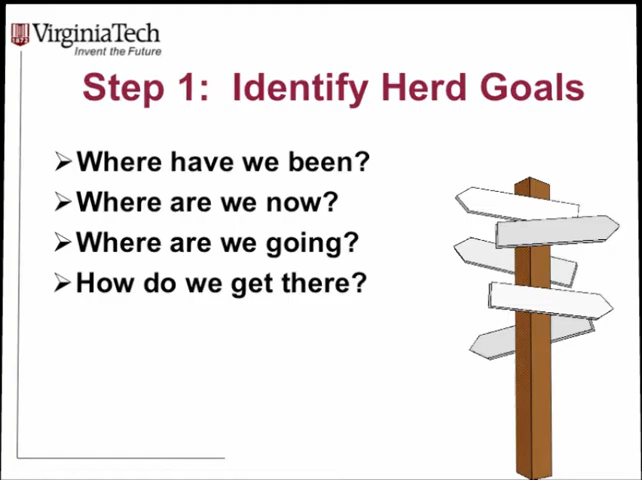 VirginiaTech
Invent the Future
Step 1: Identify Herd Goals
Where have we been?
Where are we now?
Where are we going?
How do we get there?